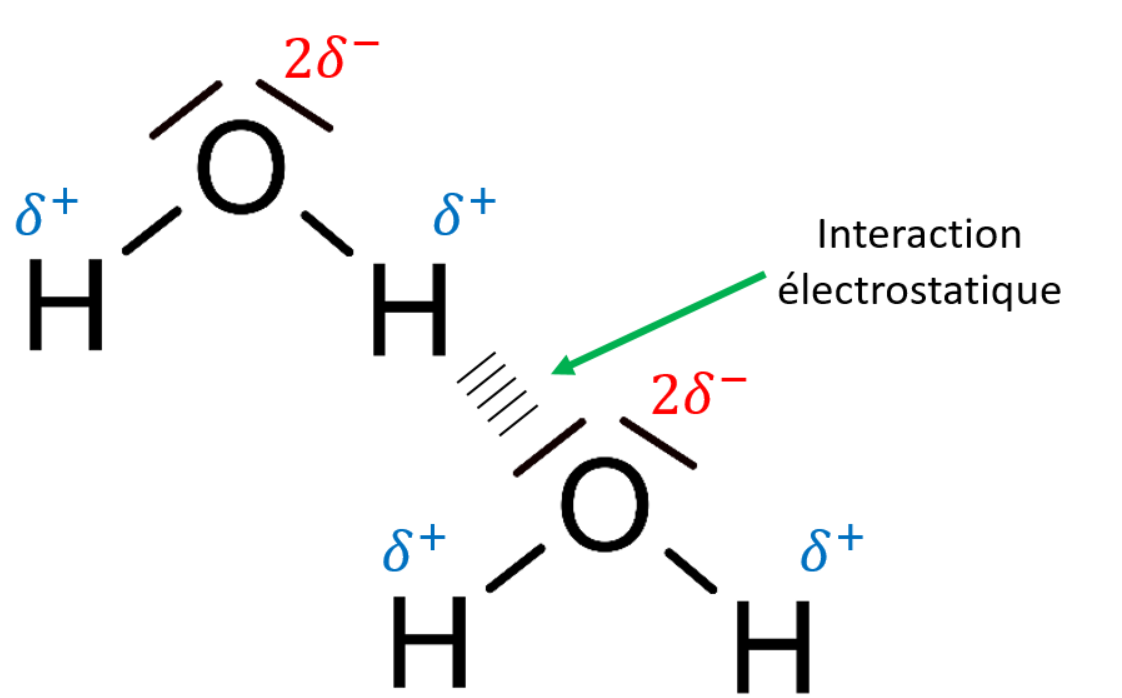 2δ⁻
O
δ⁺
δ⁺
H
H
Interaction
électrostatique
2δ⁻
O
δ⁺
δ⁺
H
H